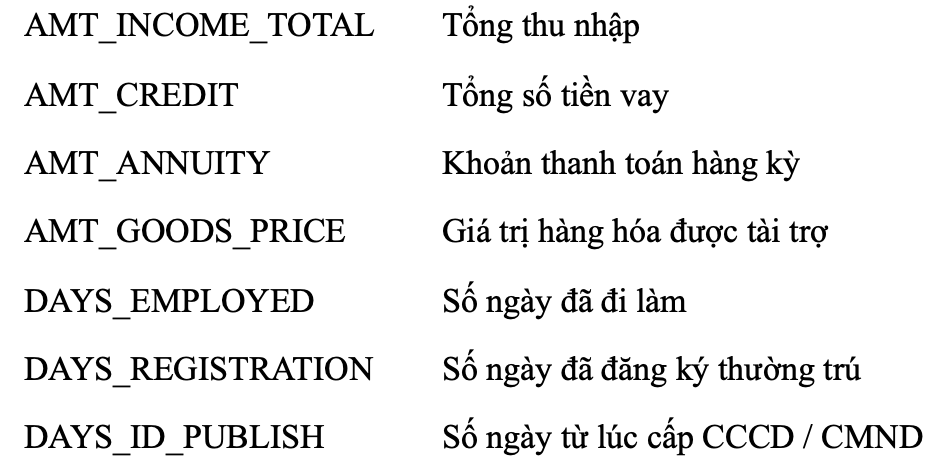 AMT_INCOME_TOTAL Tổng thu nhập
AMT_CREDIT Tổng số tiền vay
AMT_ANNUITY Khoản thanh toán hàng kỳ
AMT_GOODS_PRICE Giá trị hàng hóa được tài trợ
DAYS_EMPLOYED Số ngày đã đi làm
DAYS_REGISTRATION Số ngày đã đăng ký thường trú
DAYS_ID_PUBLISH Số ngày từ lúc cấp CCCD / CMND